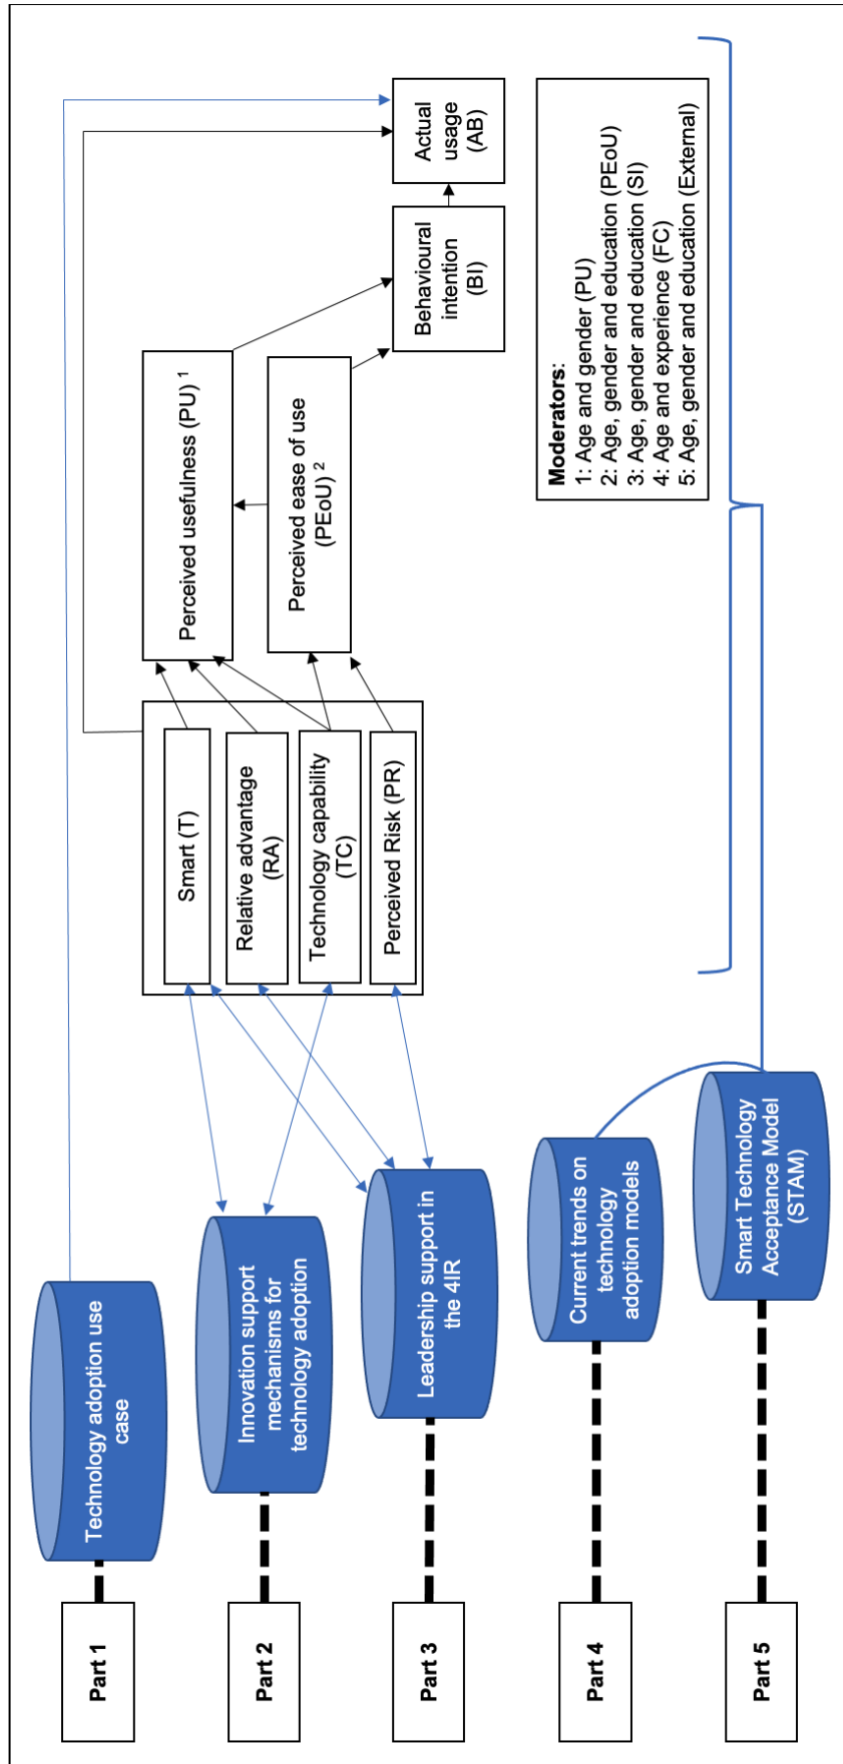 Part 1
Technology adoption use
case
Part 2
Innovation support
mechanisms for
technology adoption
Part 3
Leadership support in
the 4IR
Part 4
Current trends on
technology
adoption models
Part 5
Smart Technology
Acceptance Model
(STAM)
Smart (T)
Relative advantage
(RA)
Technology capability
(TC)
Perceived Risk (PR)
Perceived usefulness (PU) 1
Perceived ease of use
(PEoU) 2
Behavioural
intention
(BI)
Actual
usage
(AB)
Moderators:
1: Age and gender (PU)
2: Age, gender and education (PEoU)
3: Age, gender and education (SI)
4: Age and experience (FC)
5: Age, gender and education (External)